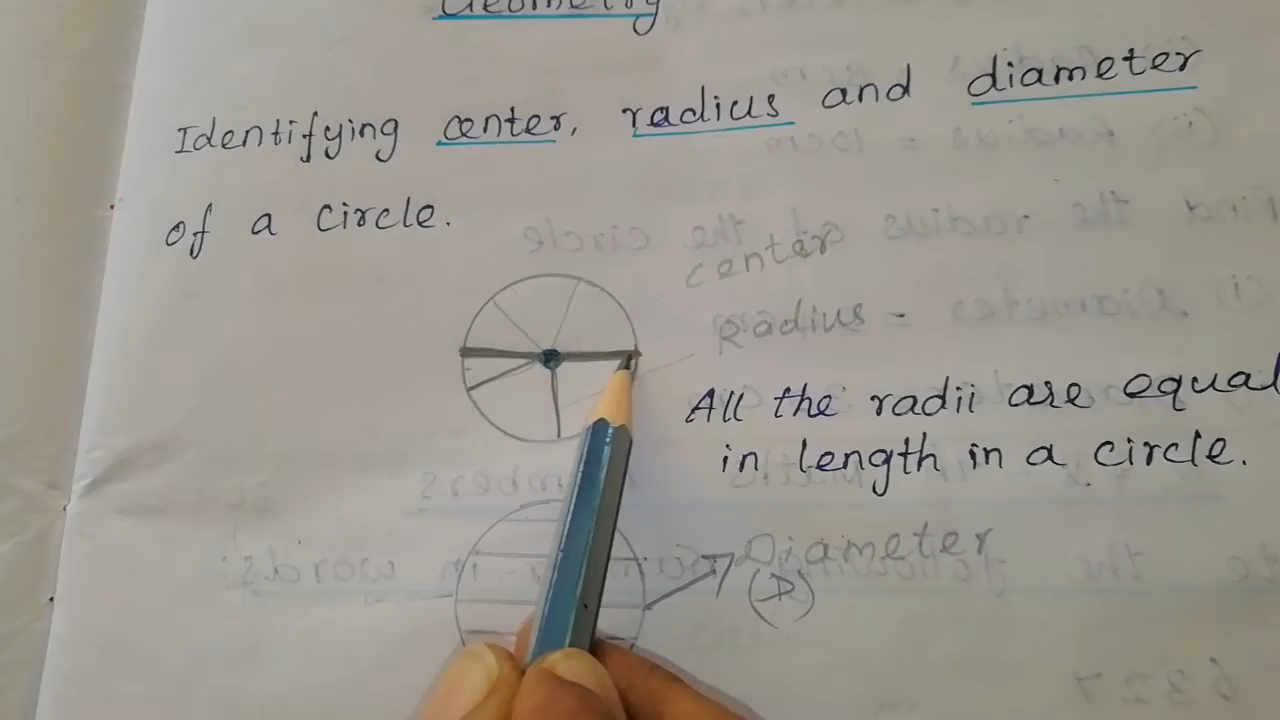 Geometry
Identifying center, radius and diameter
of a circle.
center
Radius =
All the radii are equal
in length in a circle.
Diameter
(D)